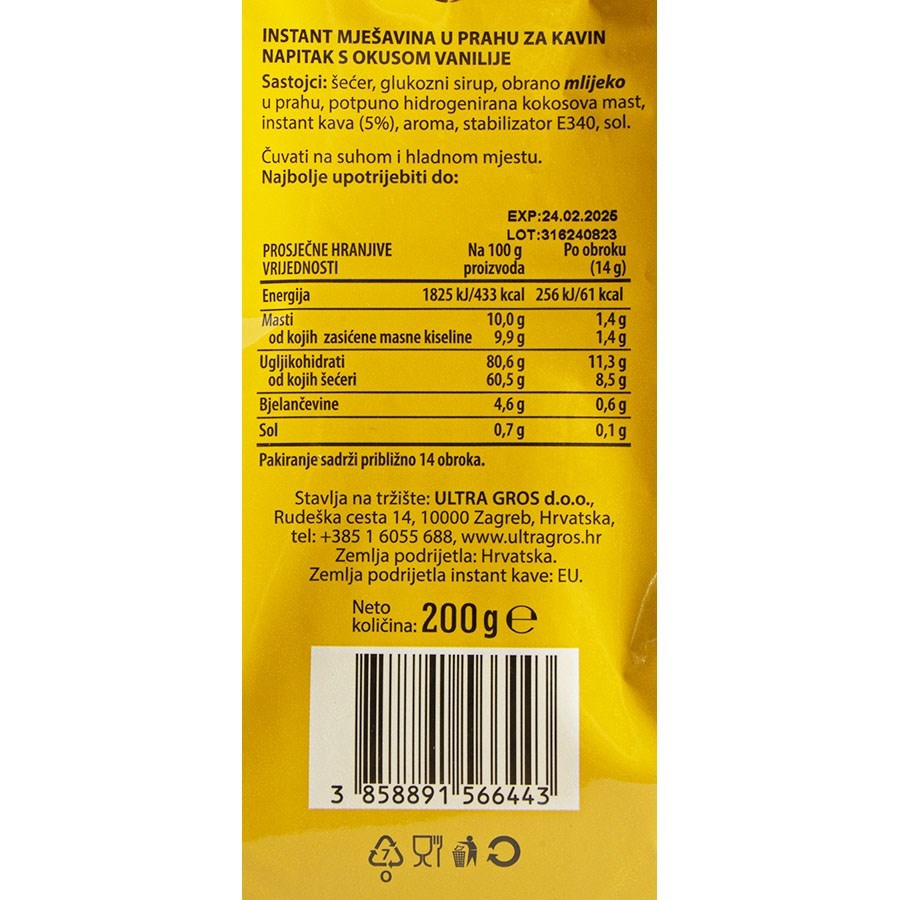 INSTANT MJEŠAVINA U PRAHU ZA KAVIN
NAPITAK S OKUSOM VANILIJE
Sastojci: šećer, glukozni sirup, obrano mlijeko
u prahu, potpuno hidrogenirana kokosova mast,
instant kava (5%), aroma, stabilizator E340, sol.
Čuvati na suhom i hladnom mjestu.
Najbolje upotrijebiti do:
EXP:24.02.2025
LOT:316240823
PROSJEČNE HRANJIVE Na 100 g Po obroku
VRIJEDNOSTI proizvoda (14 g)
Energija 1825 kJ/433 kcal 256 kJ/61 kcal
Masti 10,0 g 1,4 g
od kojih zasićene masne kiseline 9,9 g 1,4 g
Ugljikohidrati 80,6 g 11,3 g
od kojih šećeri 60,5 g 8,5 g
Bjelančevine 4,6 g 0,6 g
Sol 0,7 g 0,1 g
Pakiranje sadrži približno 14 obroka.
Stavlja na tržište: ULTRA GROS d.o.o.,
Rudeška cesta 14, 10000 Zagreb, Hrvatska,
tel: +385 1 6055 688, www.ultragros.hr
Zemlja podrijetla: Hrvatska.
Zemlja podrijetla instant kave: EU.
Neto
količina: 200 g ℮
3 858891 566443
7
O